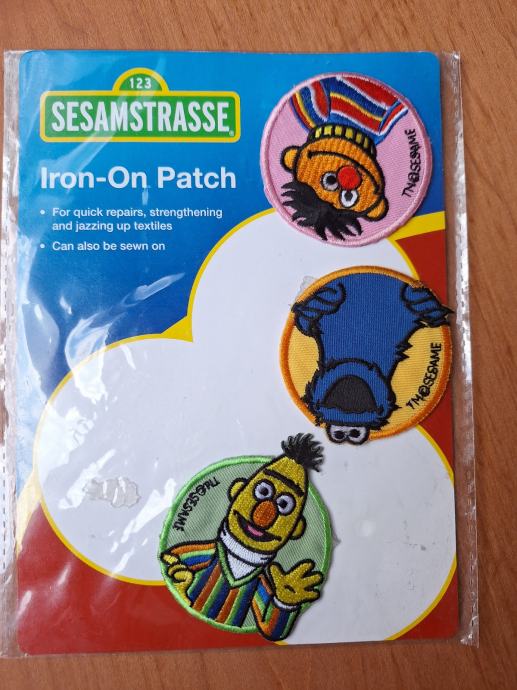 123
SESAMSTRASSE®
Iron-On Patch
• For quick repairs, strengthening
and jazzing up textiles
• Can also be sewn on
TM©SESAME
TM©SESAME
TM©SESAME